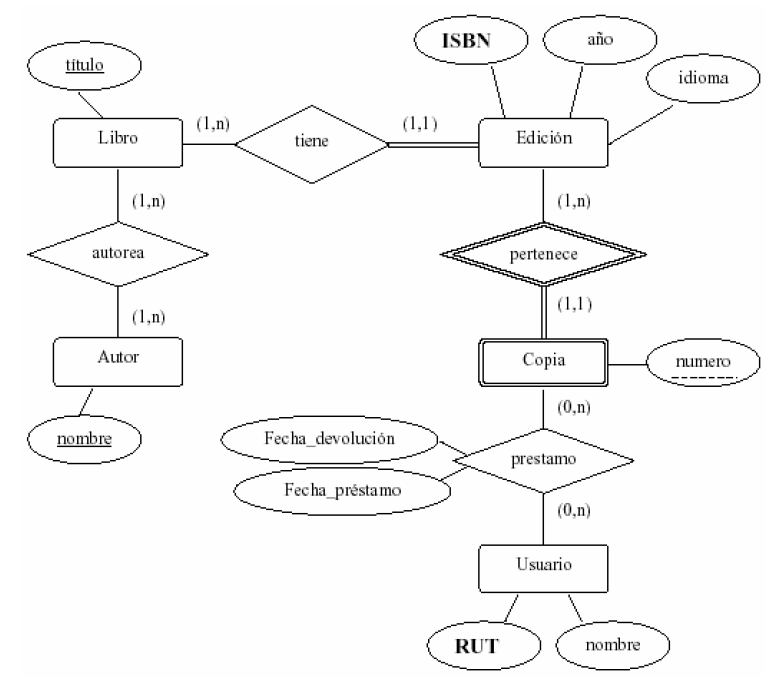 ISBN
año
título
idioma
Libro
(1,n)
tiene
(1,1)
Edición
(1,n)
(1,n)
autorea
pertenece
(1,n)
(1,1)
Autor
Copia
numero
nombre
(0,n)
Fecha_devolución
prestamo
Fecha_préstamo
(0,n)
Usuario
RUT
nombre